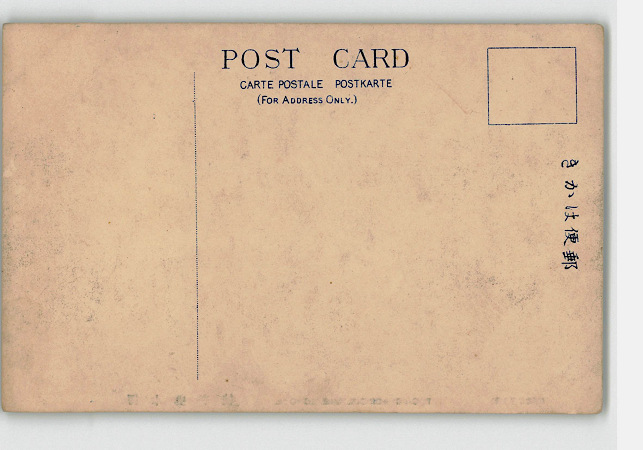 POST CARD
CARTE POSTALE POSTKARTE
(FOR ADDRESS ONLY.)
きかは便郵